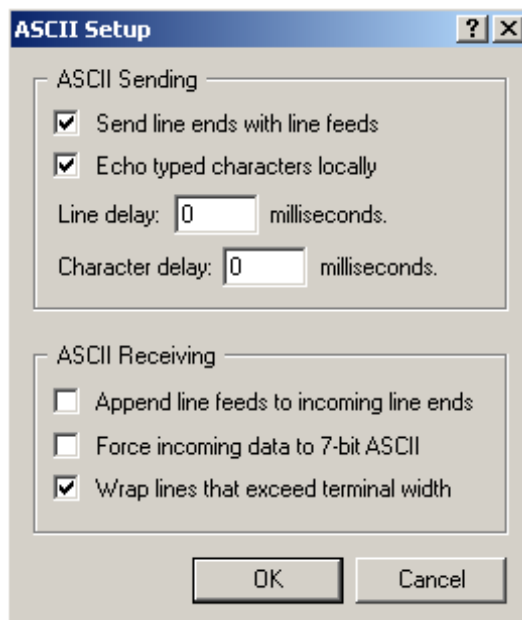 ASCII Setup
ASCII Sending
Send line ends with line feeds
Echo typed characters locally
Line delay: 0 milliseconds.
Character delay: 0 milliseconds.
ASCII Receiving
Append line feeds to incoming line ends
Force incoming data to 7-bit ASCII
Wrap lines that exceed terminal width
OK Cancel